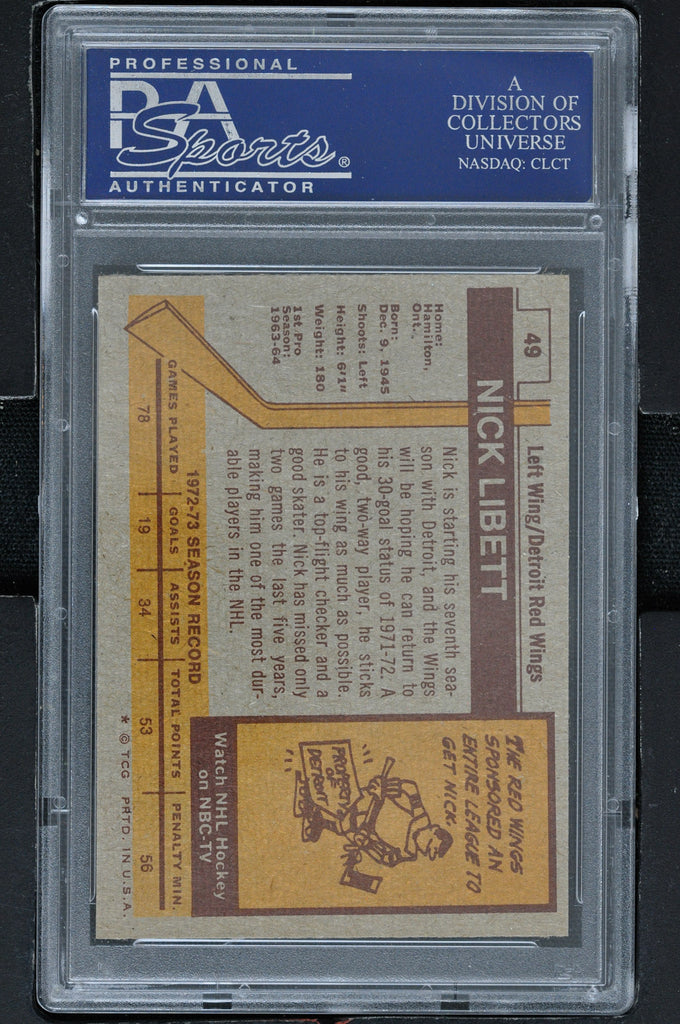 PROFESSIONAL
PSA
Sports®
AUTHENTICATOR
A
DIVISION OF
COLLECTORS
UNIVERSE
NASDAQ: CLCT
49
Left Wing/Detroit Red Wings
NICK LIBETT
Home:
Hamilton,
Ont.
Born:
Dec. 9, 1945
Shoots: Left
Height: 6'1"
Weight: 180
1st Pro
Season:
1963-64
Nick is starting his seventh sea-
son with Detroit, and the Wings
will be hoping he can return to
his 30-goal status of 1971-72. A
good, two-way player, he sticks
to his wing as much as possible.
He is a top-flight checker and a
good skater. Nick has missed only
two games the last five years,
making him one of the most dur-
able players in the NHL.
THE RED WINGS
SPONSORED AN
ENTIRE LEAGUE TO
GET NICK.
PROPERTY
OF
DETROIT
Watch NHL Hockey
on NBC-TV
1972-73 SEASON RECORD
GAMES PLAYED GOALS ASSISTS TOTAL POINTS PENALTY MIN.
78 19 34 53 56
* © TCG PRTD. IN U.S.A.